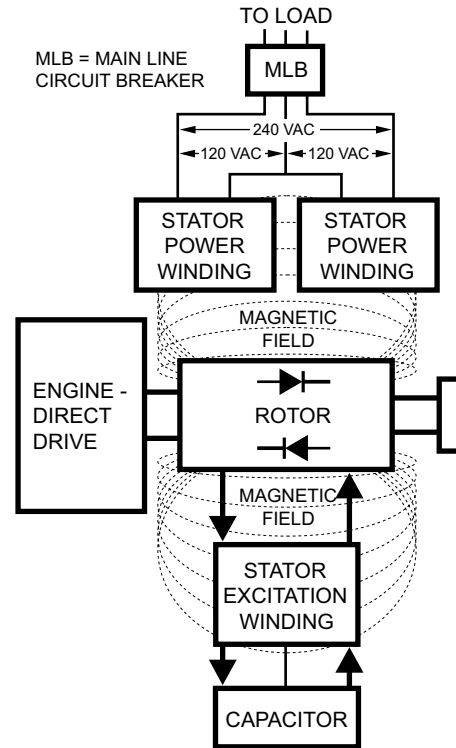 TO LOAD
MLB = MAIN LINE
CIRCUIT BREAKER
MLB
240 VAC
120 VAC
120 VAC
STATOR
POWER
WINDING
STATOR
POWER
WINDING
MAGNETIC
FIELD
ENGINE -
DIRECT
DRIVE
ROTOR
MAGNETIC
FIELD
STATOR
EXCITATION
WINDING
CAPACITOR